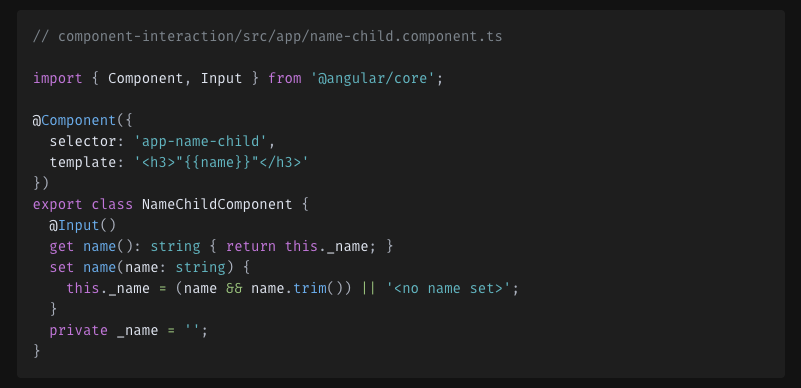 // component-interaction/src/app/name-child.component.ts

import { Component, Input } from '@angular/core';

@Component({
  selector: 'app-name-child',
  template: '<h3>"{{name}}"</h3>'
})
export class NameChildComponent {
  @Input()
  get name(): string { return this._name; }
  set name(name: string) {
    this._name = (name && name.trim()) || '<no name set>';
  }
  private _name = '';
}